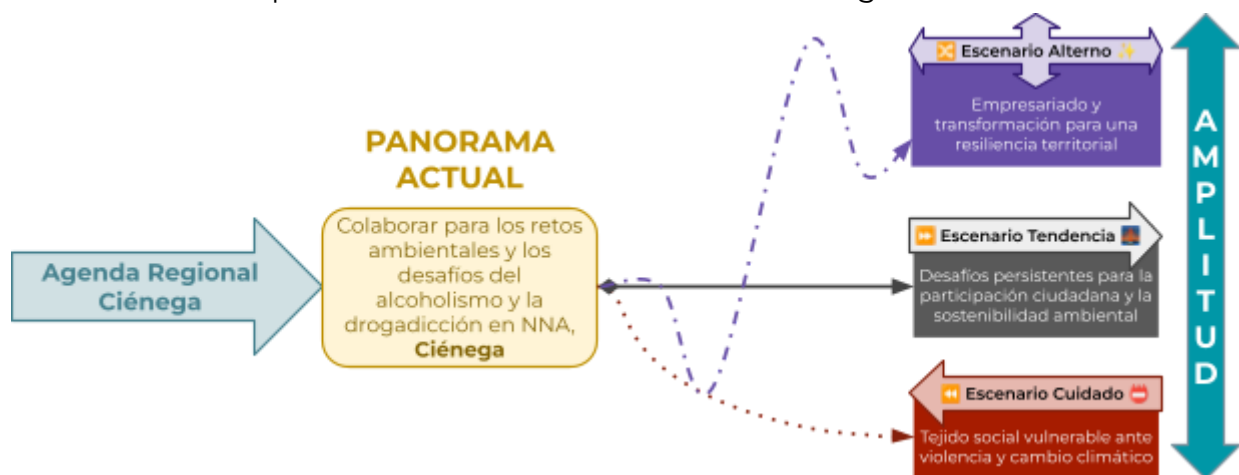 Agenda Regional
Ciénega
PANORAMA
ACTUAL
Colaborar para los retos
ambientales y los
desafíos del
alcoholismo y la
drogadicción en NNA,
Ciénega
Escenario Alterno
Empresariado y
transformación para una
resiliencia territorial
Escenario Tendencia
Desafíos persistentes para la
participación ciudadana y la
sostenibilidad ambiental
Escenario Cuidado
Tejido social vulnerable ante
violencia y cambio climático
AMPLITUD